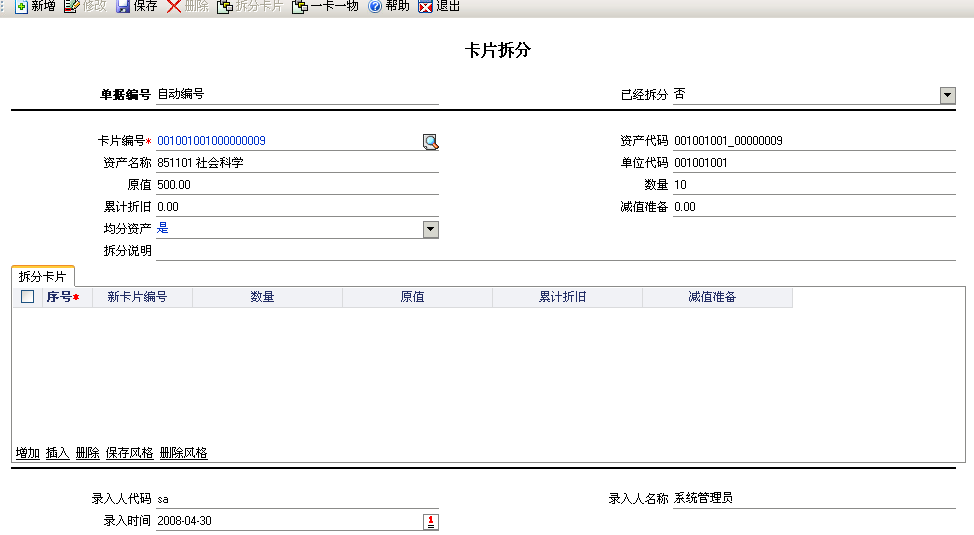 新增 修改 保存 删除 拆分卡片 一卡一物 帮助 退出
卡片拆分
单据编号 自动编号 已经拆分 否
卡片编号* 001001001000000009 资产代码 001001001_00000009
资产名称 851101 社会科学 单位代码 001001001
原值 500.00 数量 10
累计折旧 0.00 减值准备 0.00
均分资产 是
拆分说明
拆分卡片
序号* 新卡片编号 数量 原值 累计折旧 减值准备
增加 插入 删除 保存风格 删除风格
录入人代码 sa 录入人名称 系统管理员
录入时间 2008-04-30